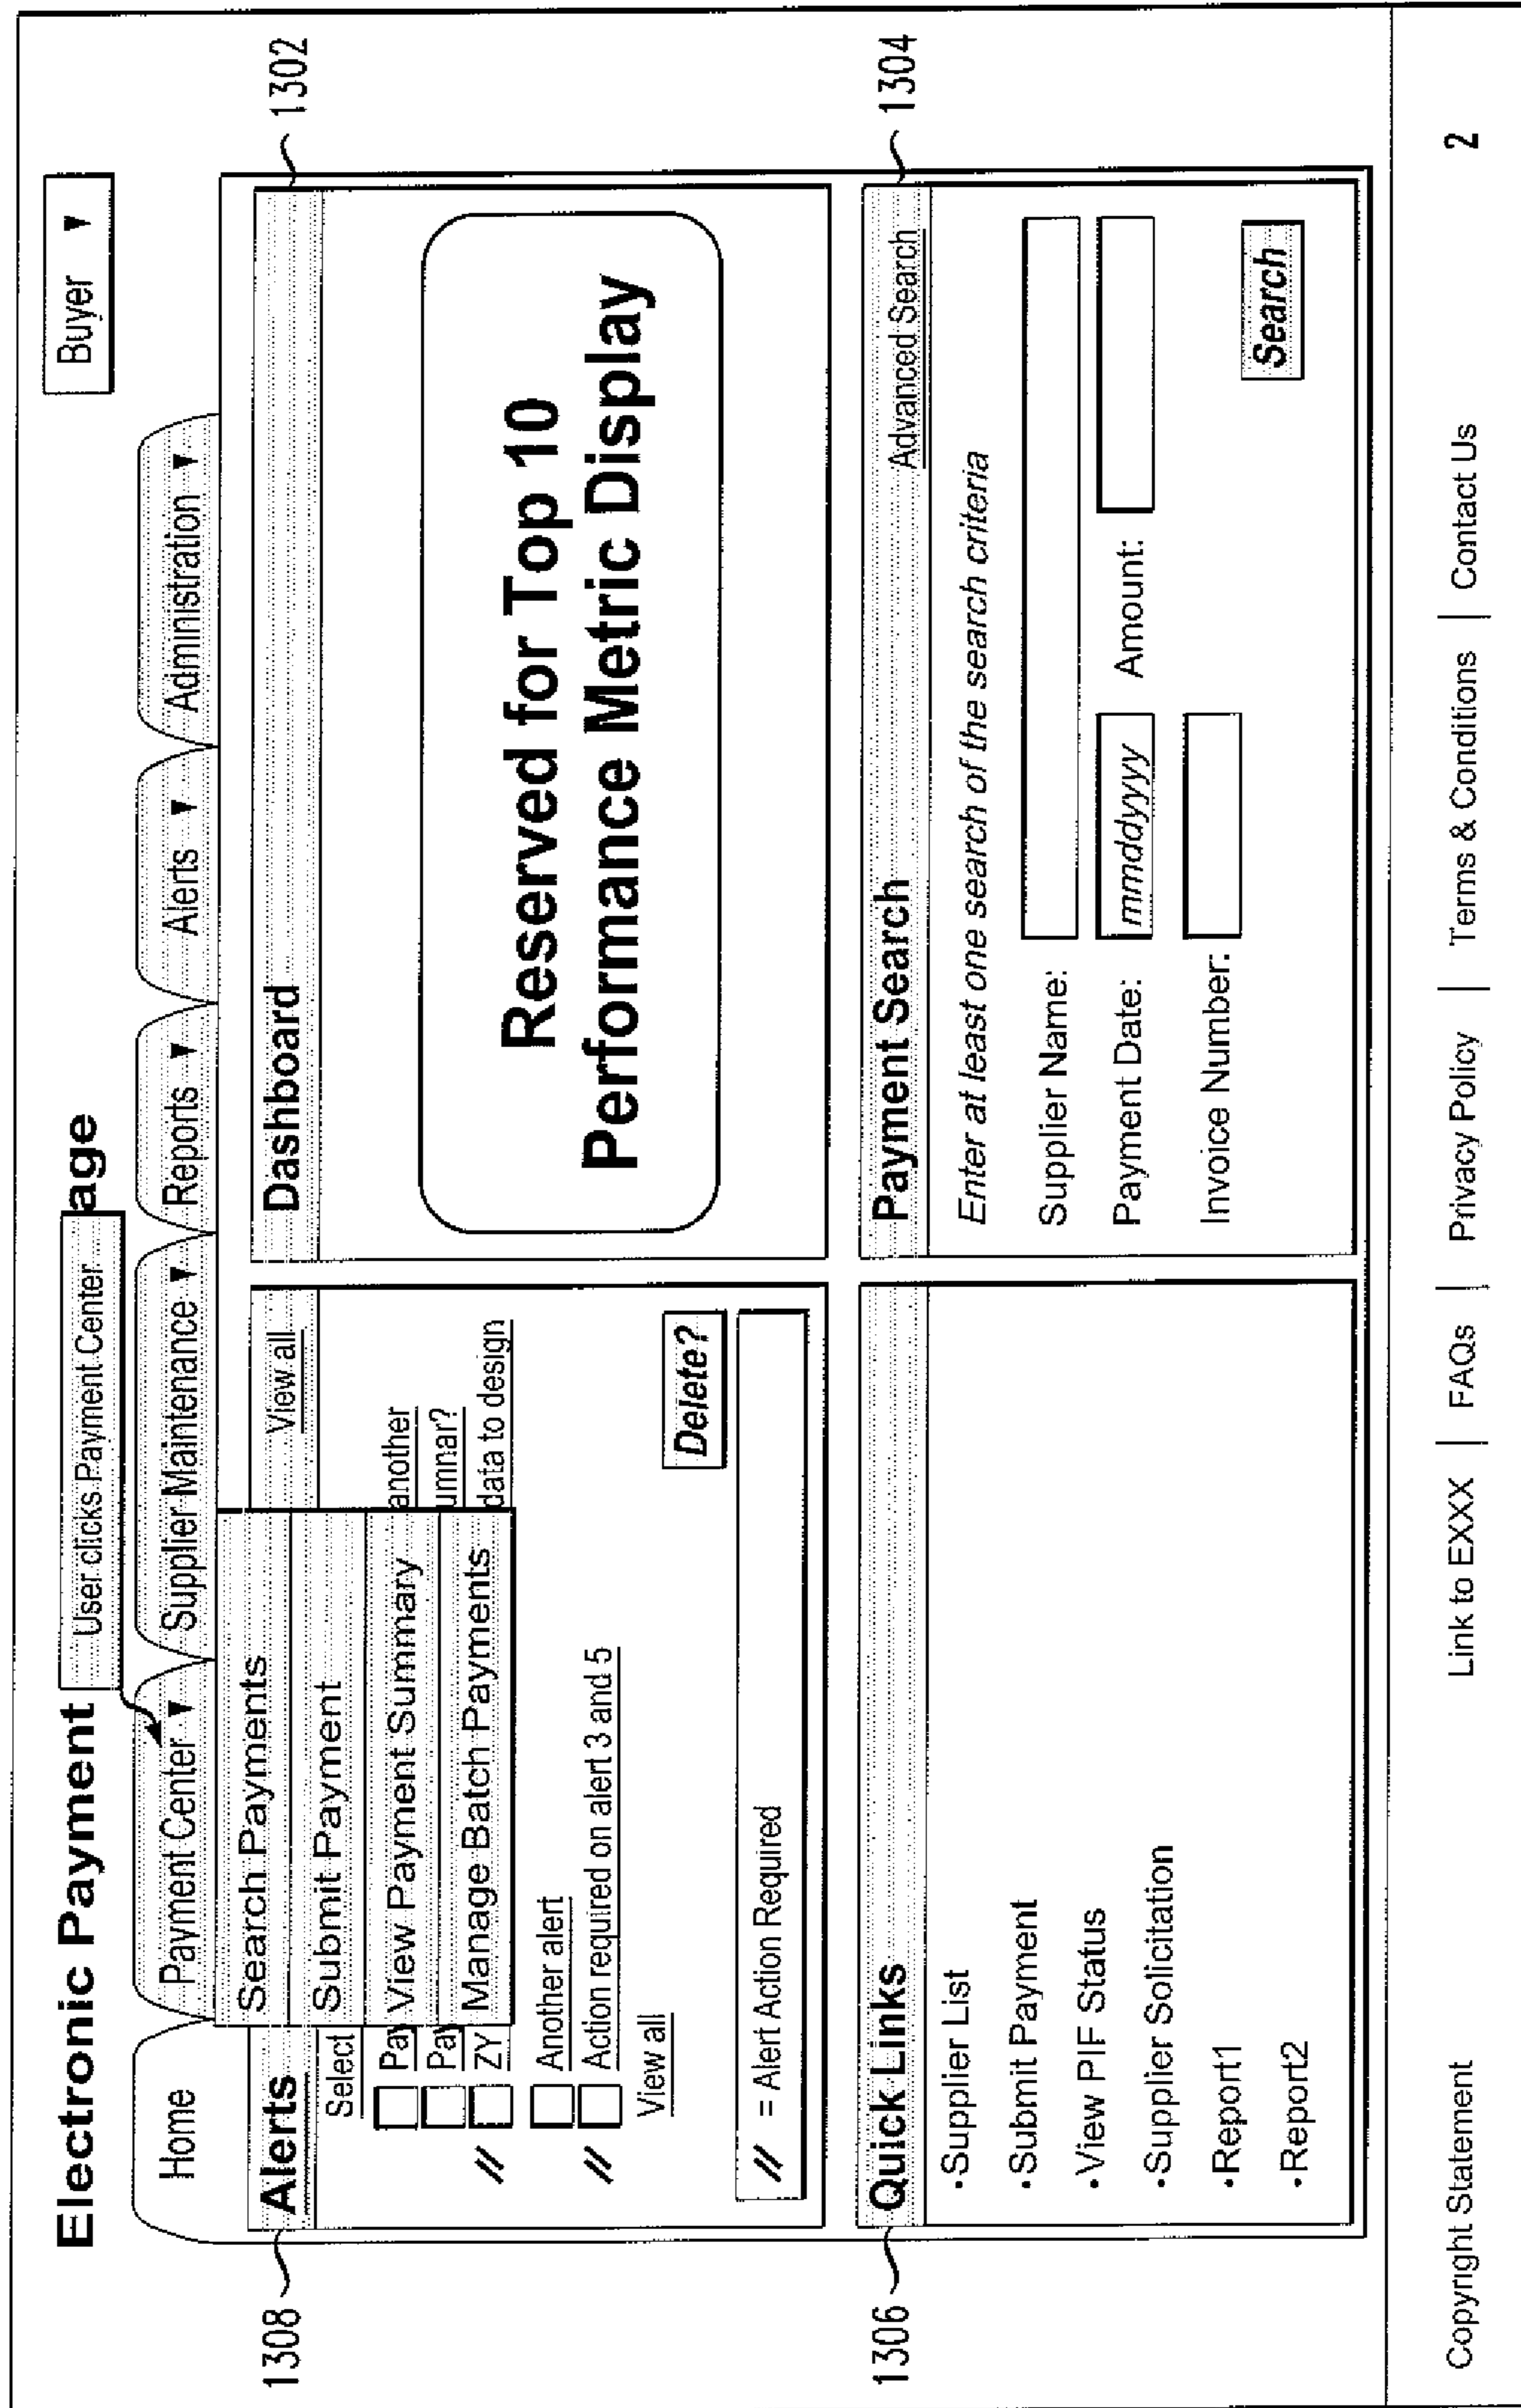 Electronic Payment
age
User clicks Payment Center
Buyer
Home
Payment Center
Supplier Maintenance
Reports
Alerts
Administration
Search Payments
Submit Payment
View Payment Summary
Manage Batch Payments
1308
Alerts
View all
Select
Pay
another
Pay
umnar?
// ZY
data to design
Another alert
// Action required on alert 3 and 5
View all
Delete?
// = Alert Action Required
Dashboard
1302
Reserved for Top 10
Performance Metric Display
1306
Quick Links
•Supplier List
•Submit Payment
•View PIF Status
•Supplier Solicitation
•Report1
•Report2
Payment Search
Advanced Search
1304
Enter at least one search of the search criteria
Supplier Name:
Payment Date: mmddyyyy Amount:
Invoice Number:
Search
Copyright Statement
Link to EXXX | FAQs | Privacy Policy | Terms & Conditions | Contact Us
2